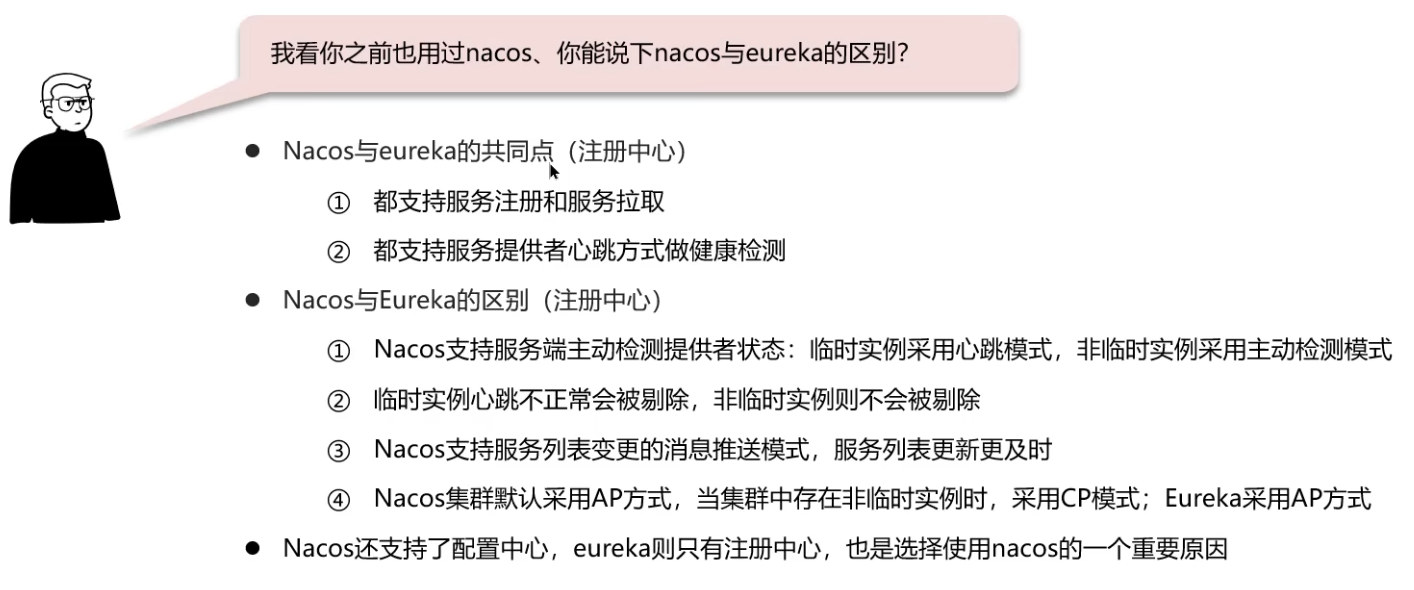 我看你之前也用过nacos、你能说下nacos与eureka的区别？
● Nacos与eureka的共同点（注册中心）
① 都支持服务注册和服务拉取
② 都支持服务提供者心跳方式做健康检测
● Nacos与Eureka的区别（注册中心）
① Nacos支持服务端主动检测提供者状态：临时实例采用心跳模式，非临时实例采用主动检测模式
② 临时实例心跳不正常会被剔除，非临时实例则不会被剔除
③ Nacos支持服务列表变更的消息推送模式，服务列表更新更及时
④ Nacos集群默认采用AP方式，当集群中存在非临时实例时，采用CP模式；Eureka采用AP方式
● Nacos还支持了配置中心，eureka则只有注册中心，也是选择使用nacos的一个重要原因